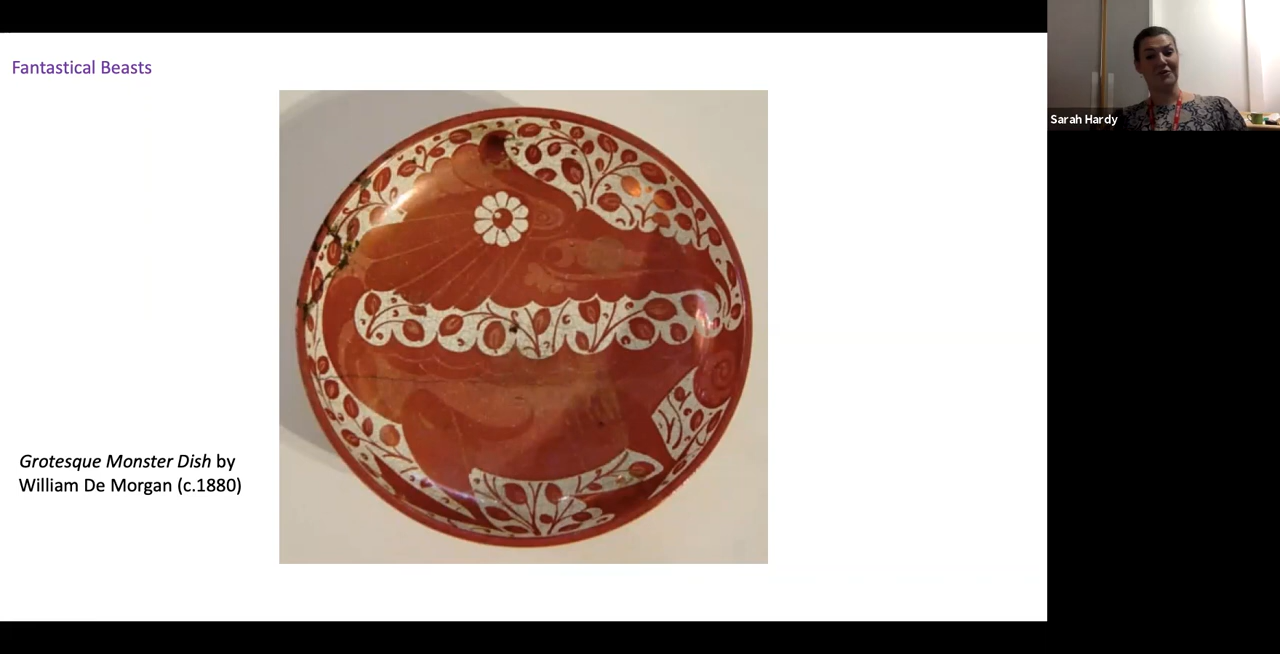 Fantastical Beasts
Sarah Hardy
Grotesque Monster Dish by
William De Morgan (c.1880)